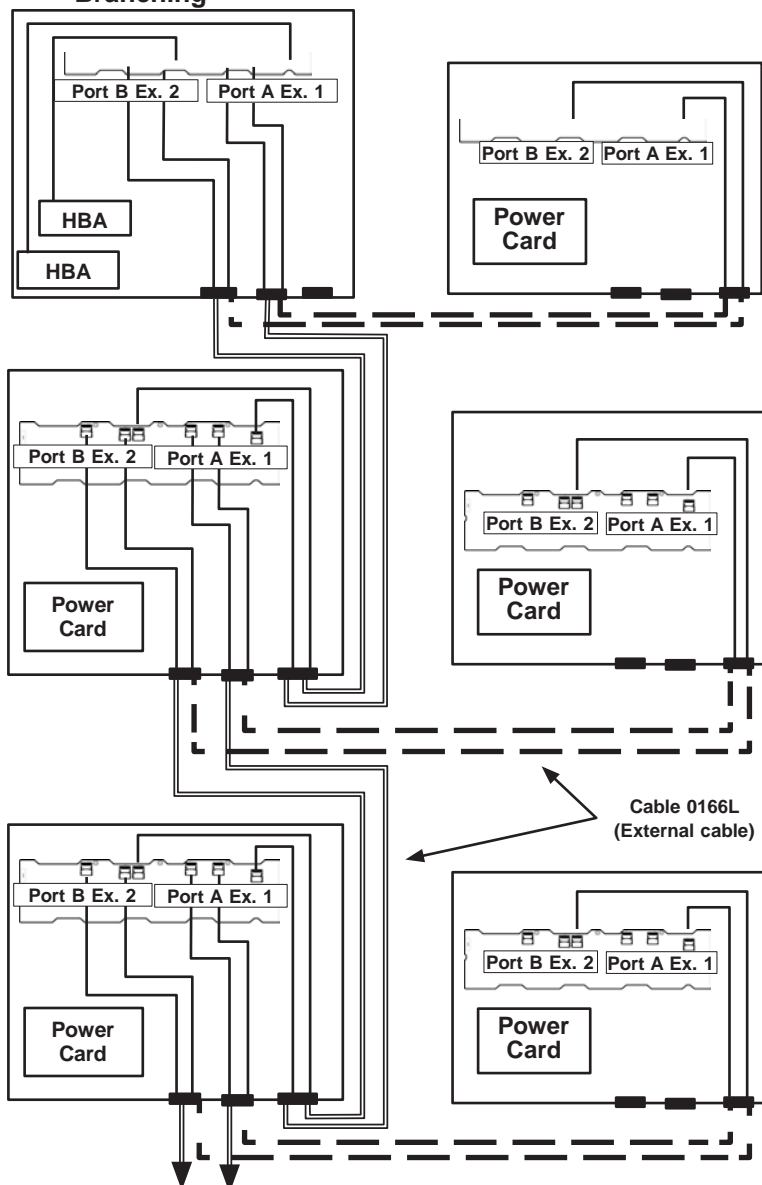 Branching
Port B Ex. 2 Port A Ex. 1
HBA
HBA
Port B Ex. 2 Port A Ex. 1
Power
Card
Port B Ex. 2 Port A Ex. 1
Power
Card
Port B Ex. 2 Port A Ex. 1
Power
Card
Cable 0166L
(External cable)
Port B Ex. 2 Port A Ex. 1
Power
Card
Port B Ex. 2 Port A Ex. 1
Power
Card